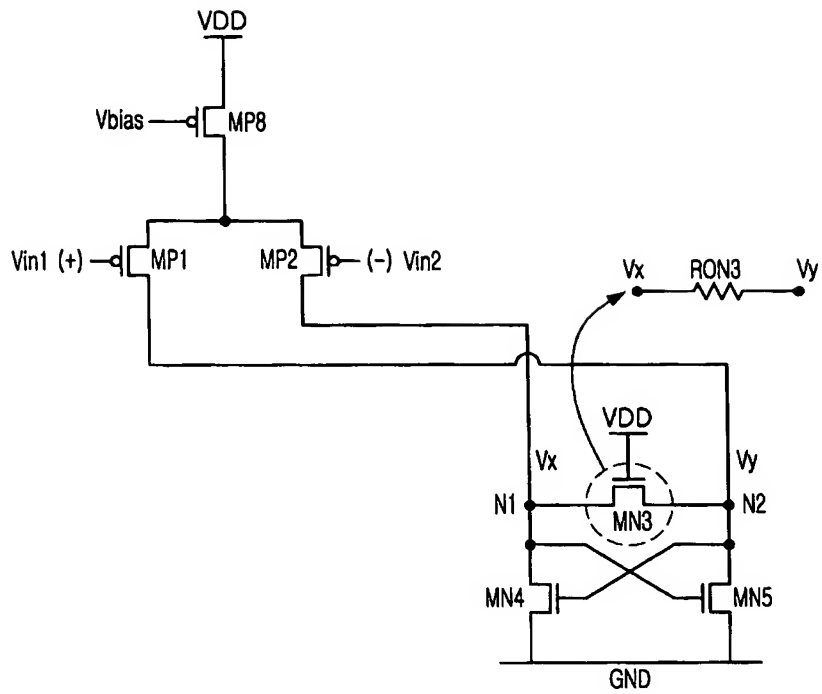 VDD
Vbias
MP8
Vin1 (+)
MP1
MP2
(-) Vin2
Vx
RON3
Vy
VDD
Vx
Vy
N1
MN3
N2
MN4
MN5
GND